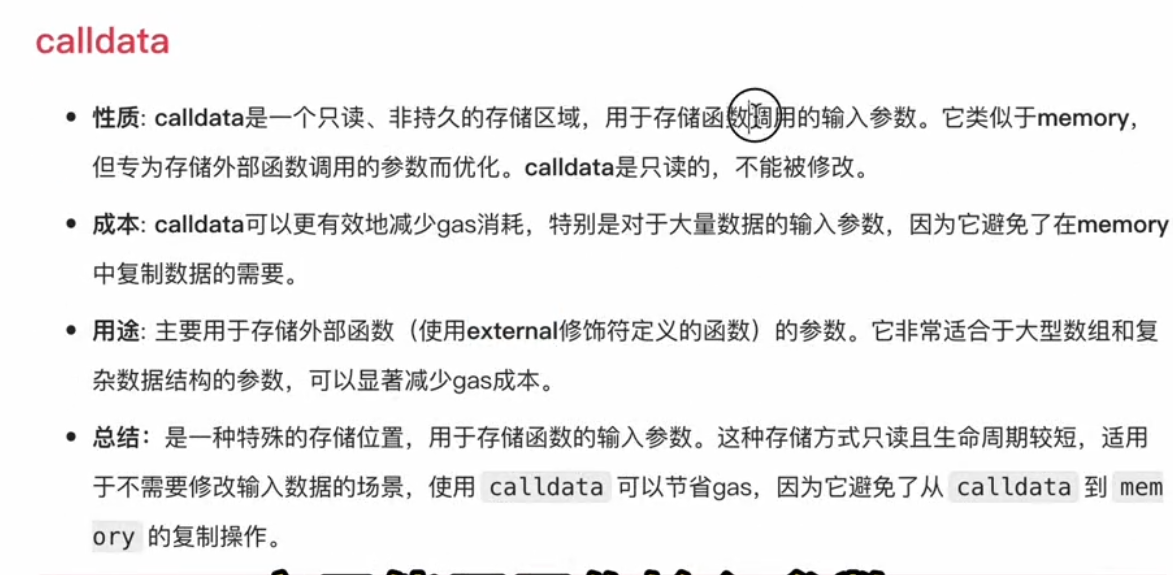 calldata
• 性质: calldata是一个只读、非持久的存储区域，用于存储函数调用的输入参数。它类似于memory，
但专为存储外部函数调用的参数而优化。calldata是只读的，不能被修改。
• 成本: calldata可以更有效地减少gas消耗，特别是对于大量数据的输入参数，因为它避免了在memory
中复制数据的需要。
• 用途: 主要用于存储外部函数（使用external修饰符定义的函数）的参数。它非常适合于大型数组和复
杂数据结构的参数，可以显著减少gas成本。
• 总结：是一种特殊的存储位置，用于存储函数的输入参数。这种存储方式只读且生命周期较短，适用
于不需要修改输入数据的场景，使用 calldata 可以节省gas，因为它避免了从 calldata 到 mem
ory 的复制操作。